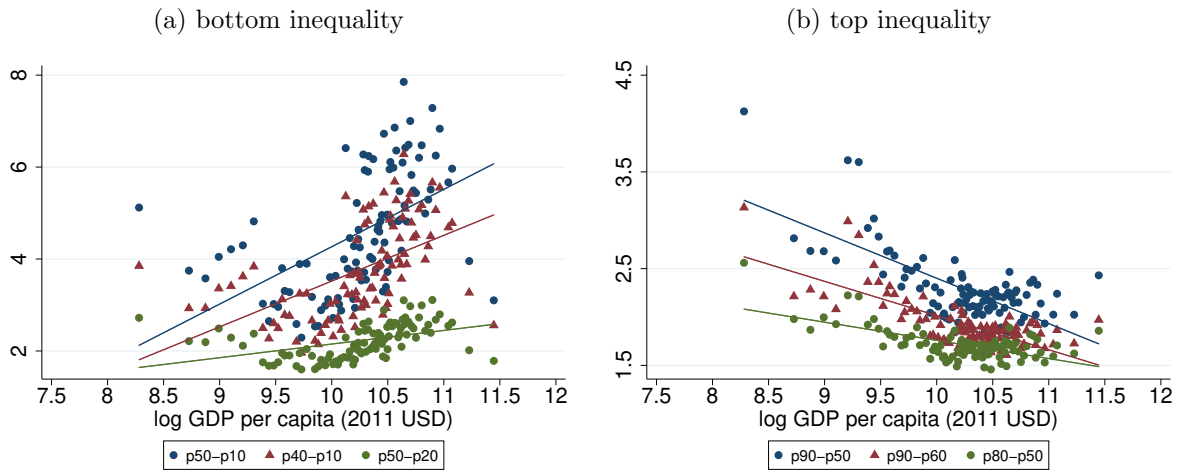 (a) bottom inequality
8
6
4
2
7.5 8 8.5 9 9.5 10 10.5 11 11.5 12
log GDP per capita (2011 USD)
p50−p10 p40−p10 p50−p20
(b) top inequality
4.5
3.5
2.5
1.5
7.5 8 8.5 9 9.5 10 10.5 11 11.5 12
log GDP per capita (2011 USD)
p90−p50 p90−p60 p80−p50